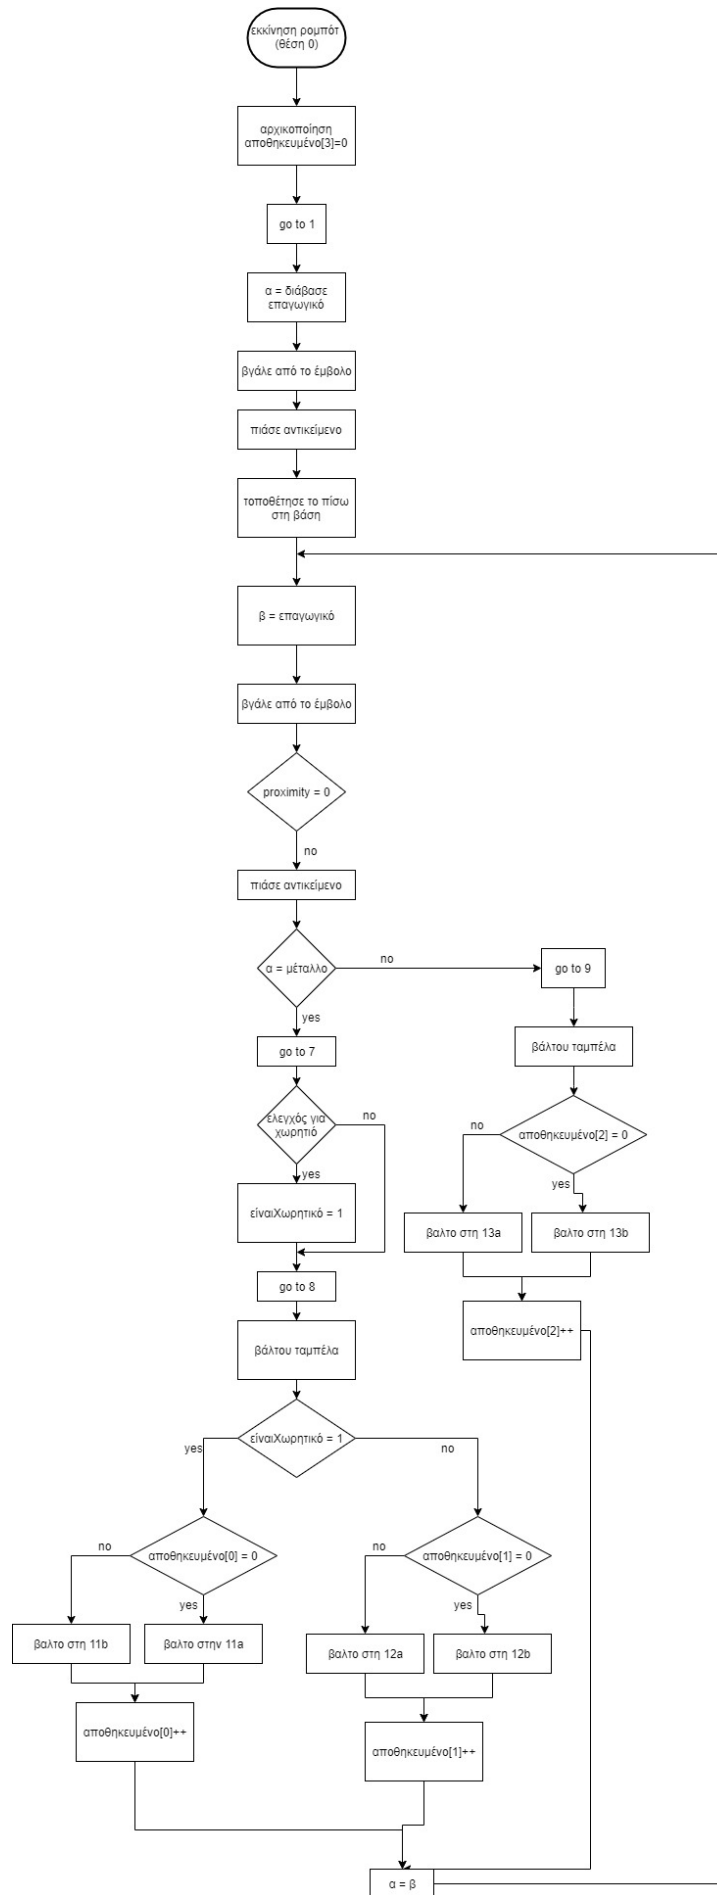 εκκίνηση ρομπότ
(θέση 0)
αρχικοποίηση
αποθηκευμένο[3]=0
go to 1
α = διάβασε
επαγωγικό
βγάλε από το έμβολο
πιάσε αντικείμενο
τοποθέτησε το πίσω
στη βάση
β = επαγωγικό
βγάλε από το έμβολο
proximity = 0
no
πιάσε αντικείμενο
α = μέταλλο
no
go to 9
yes
go to 7
βάλτου ταμπέλα
ελεγχός για
χωρητιό
no
αποθηκευμένο[2] = 0
no
yes
yes
είναιΧωρητικό = 1
βαλτο στη 13a
βαλτο στη 13b
go to 8
αποθηκευμένο[2]++
βάλτου ταμπέλα
είναιΧωρητικό = 1
yes
no
αποθηκευμένο[0] = 0
no
yes
αποθηκευμένο[1] = 0
no
yes
βαλτο στη 11b
βαλτο στην 11a
βαλτο στη 12a
βαλτο στη 12b
αποθηκευμένο[0]++
αποθηκευμένο[1]++
α = β